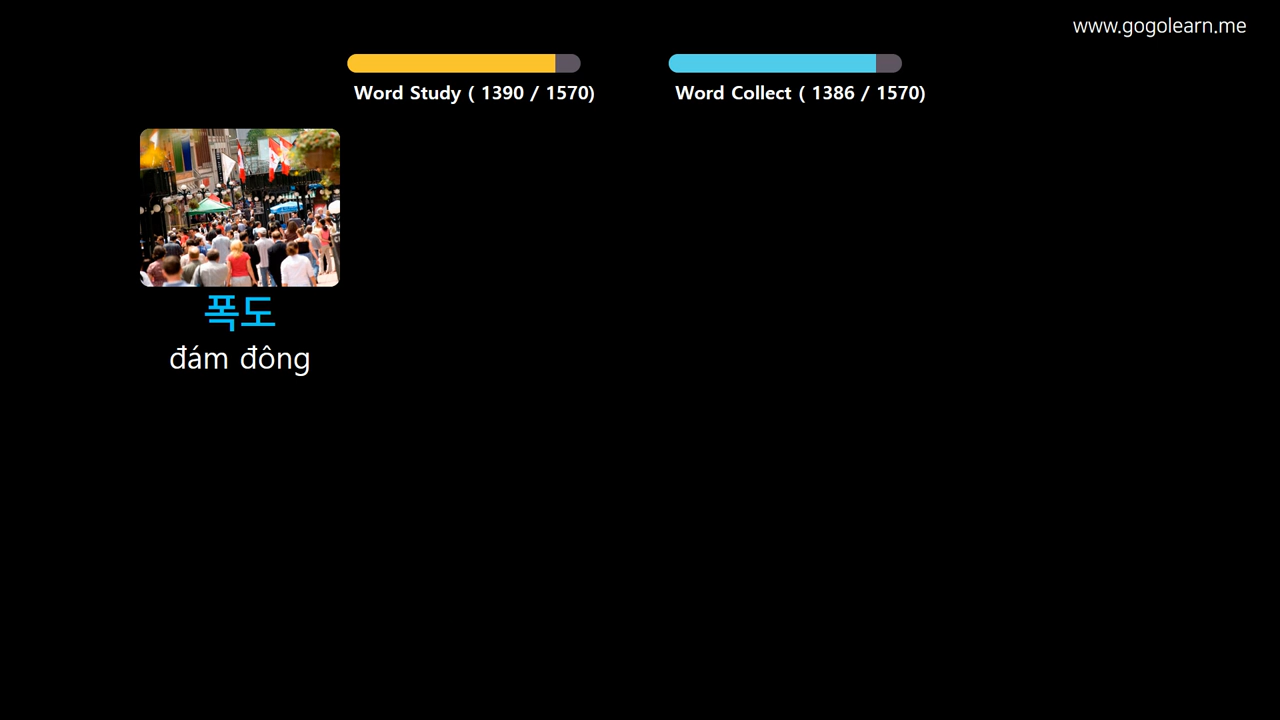 www.gogolearn.me
Word Study ( 1390 / 1570)
Word Collect ( 1386 / 1570)
폭도
đám đông